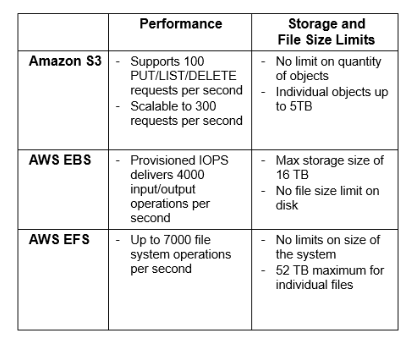 Performance
Storage and
File Size Limits
Amazon S3
- Supports 100
PUT/LIST/DELETE
requests per second
- Scalable to 300
requests per second
- No limit on quantity
of objects
- Individual objects up
to 5TB
AWS EBS
- Provisioned IOPS
delivers 4000
input/output
operations per
second
- Max storage size of
16 TB
- No file size limit on
disk
AWS EFS
- Up to 7000 file
system operations
per second
- No limits on size of
the system
- 52 TB maximum for
individual files